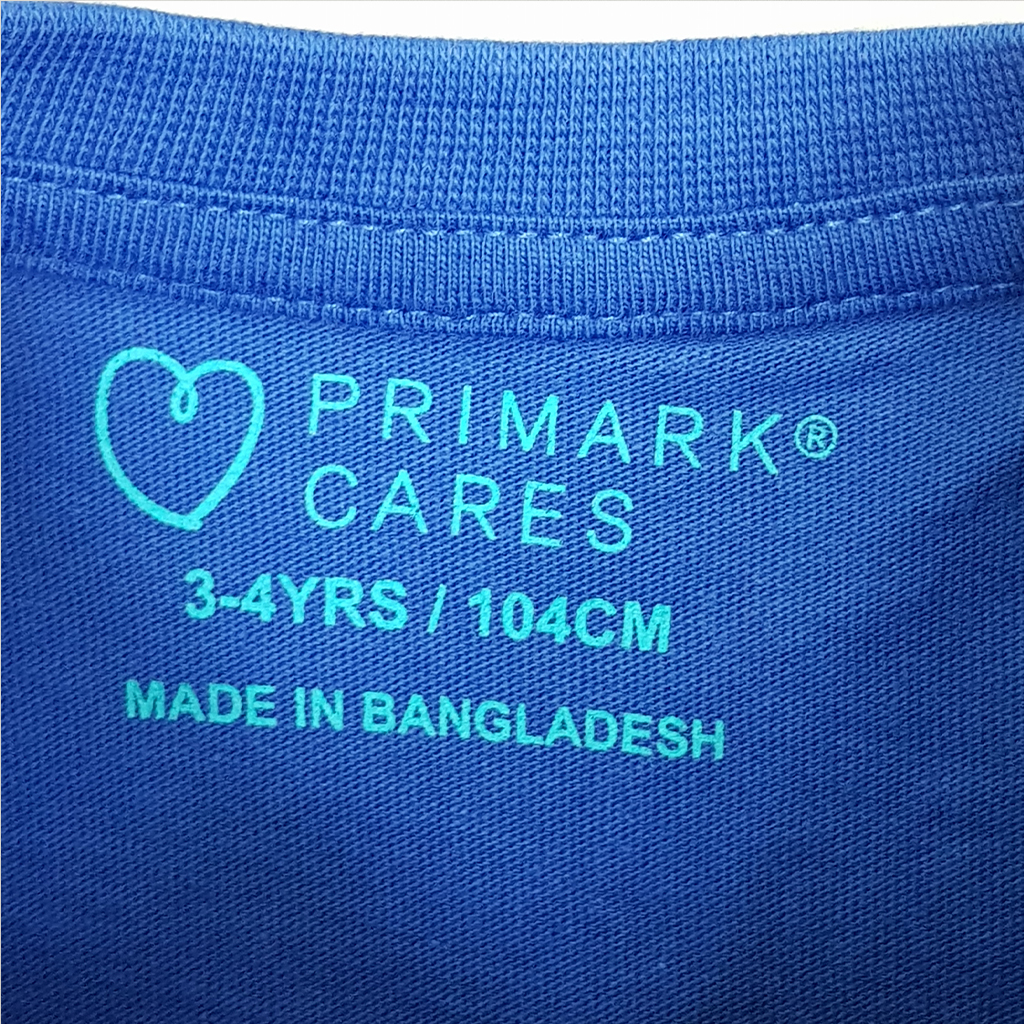 PRIMARK®
CARES
3-4YRS / 104CM
MADE IN BANGLADESH